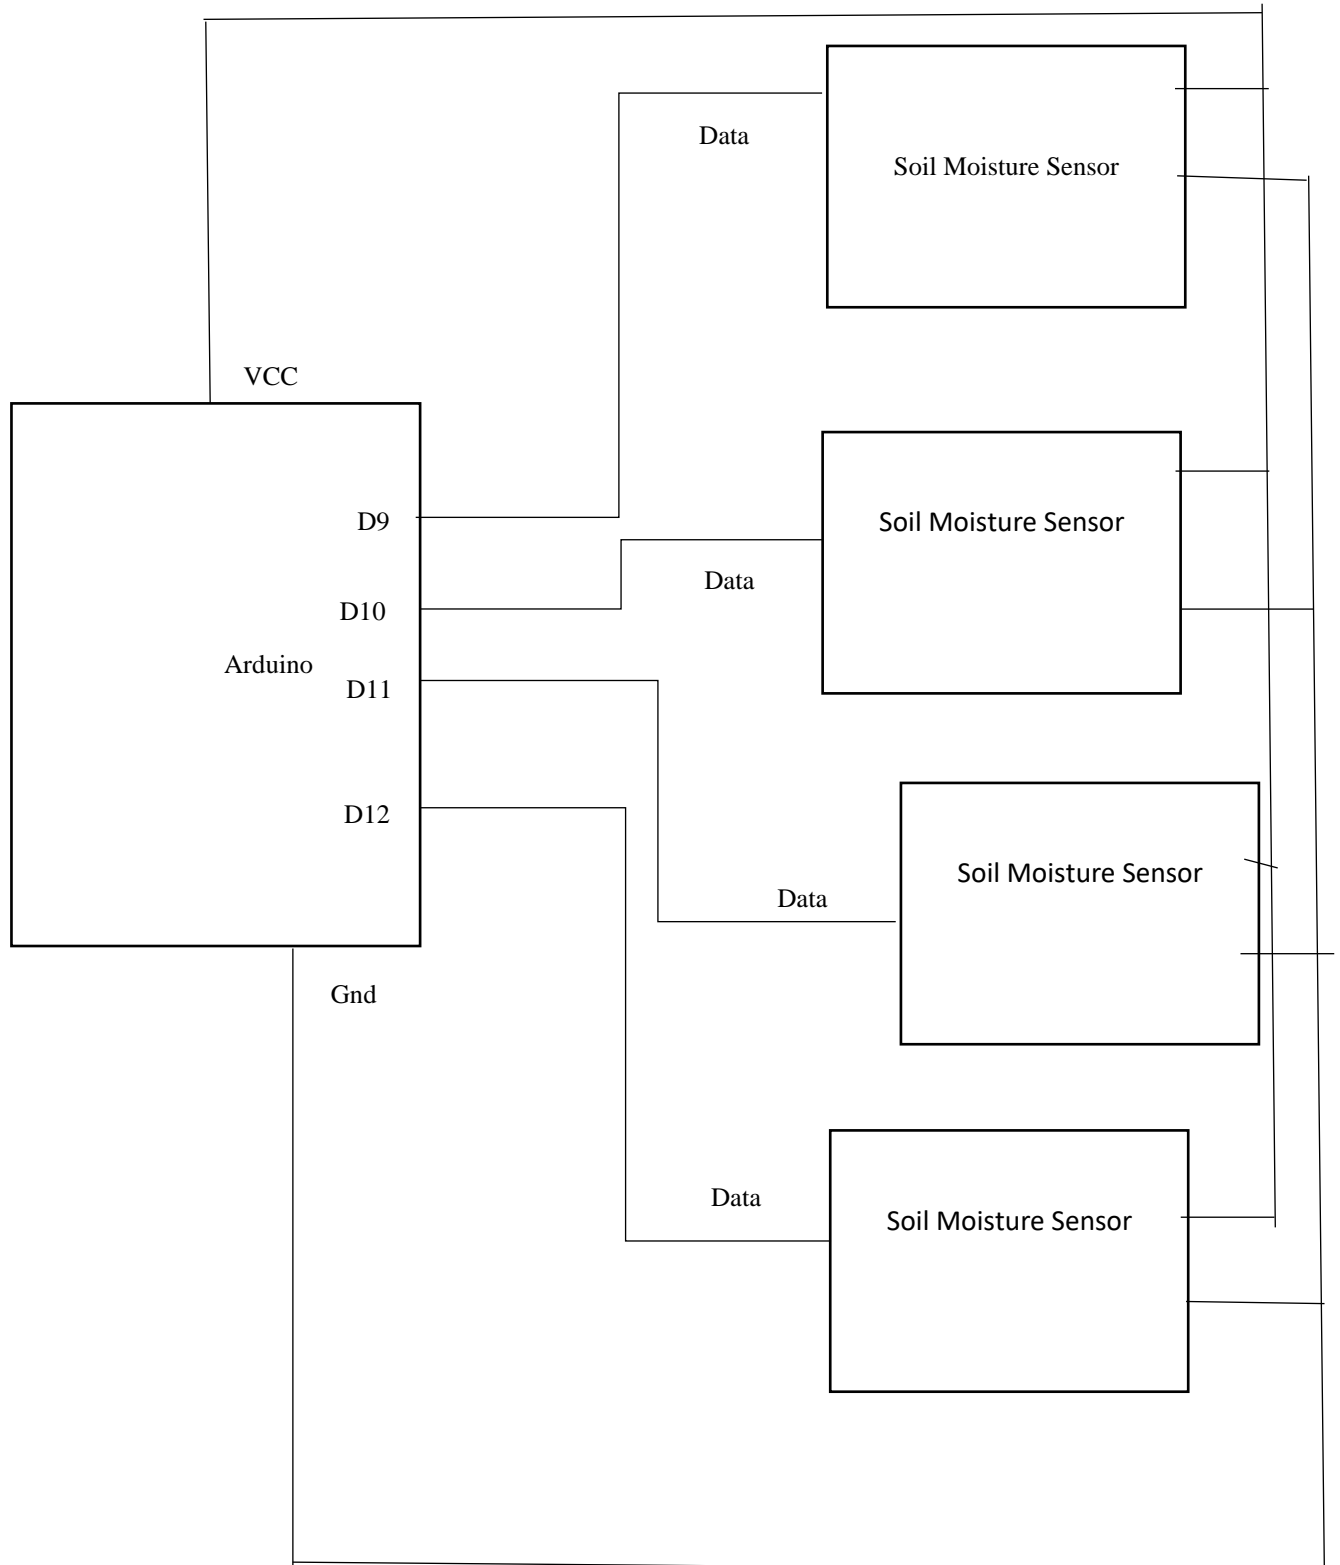 Data
Soil Moisture Sensor
VCC
D9
Soil Moisture Sensor
Data
D10
Arduino
D11
D12
Soil Moisture Sensor
Data
Gnd
Data
Soil Moisture Sensor